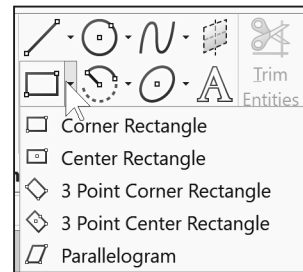 Trim
Entities
Corner Rectangle
Center Rectangle
3 Point Corner Rectangle
3 Point Center Rectangle
Parallelogram